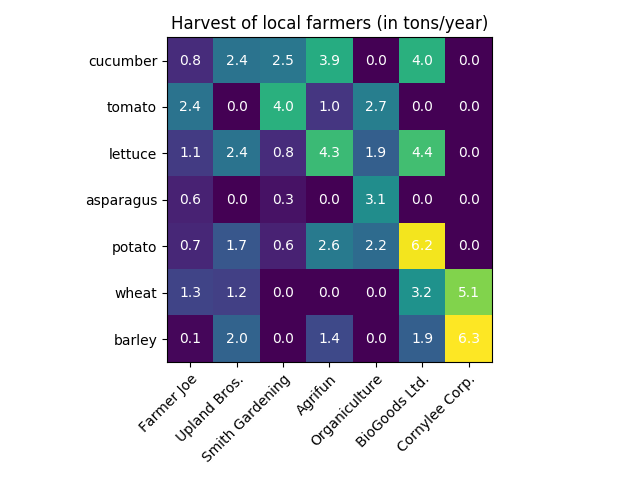 Harvest of local farmers (in tons/year)
cucumber 0.8 2.4 2.5 3.9 0.0 4.0 0.0
tomato 2.4 0.0 4.0 1.0 2.7 0.0 0.0
lettuce 1.1 2.4 0.8 4.3 1.9 4.4 0.0
asparagus 0.6 0.0 0.3 0.0 3.1 0.0 0.0
potato 0.7 1.7 0.6 2.6 2.2 6.2 0.0
wheat 1.3 1.2 0.0 0.0 0.0 3.2 5.1
barley 0.1 2.0 0.0 1.4 0.0 1.9 6.3
Farmer Joe
Upland Bros.
Smith Gardening
Agrifun
Organiculture
BioGoods Ltd.
Cornylee Corp.